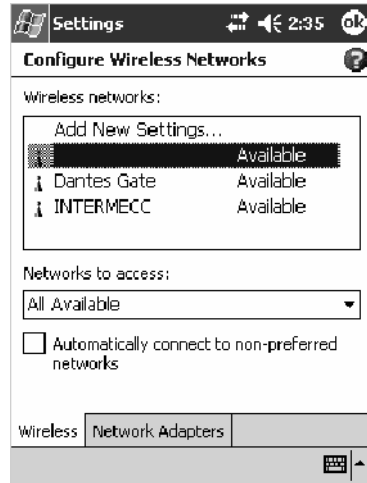 Settings 2:35 ok
Configure Wireless Networks ?
Wireless networks:
Add New Settings...
Available
Dantes Gate Available
INTERMECC Available
Networks to access:
All Available
Automatically connect to non-preferred
networks
Wireless Network Adapters